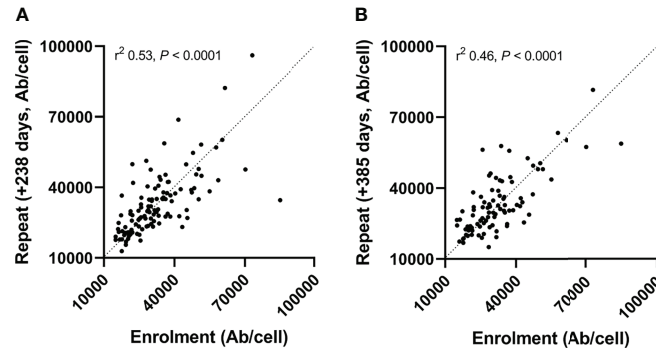 A
r² 0.53, P < 0.0001
100000
70000
40000
10000
Repeat (+238 days, Ab/cell)
10000
40000
70000
100000
Enrolment (Ab/cell)
B
r² 0.46, P < 0.0001
100000
70000
40000
10000
Repeat (+385 days, Ab/cell)
10000
40000
70000
100000
Enrolment (Ab/cell)